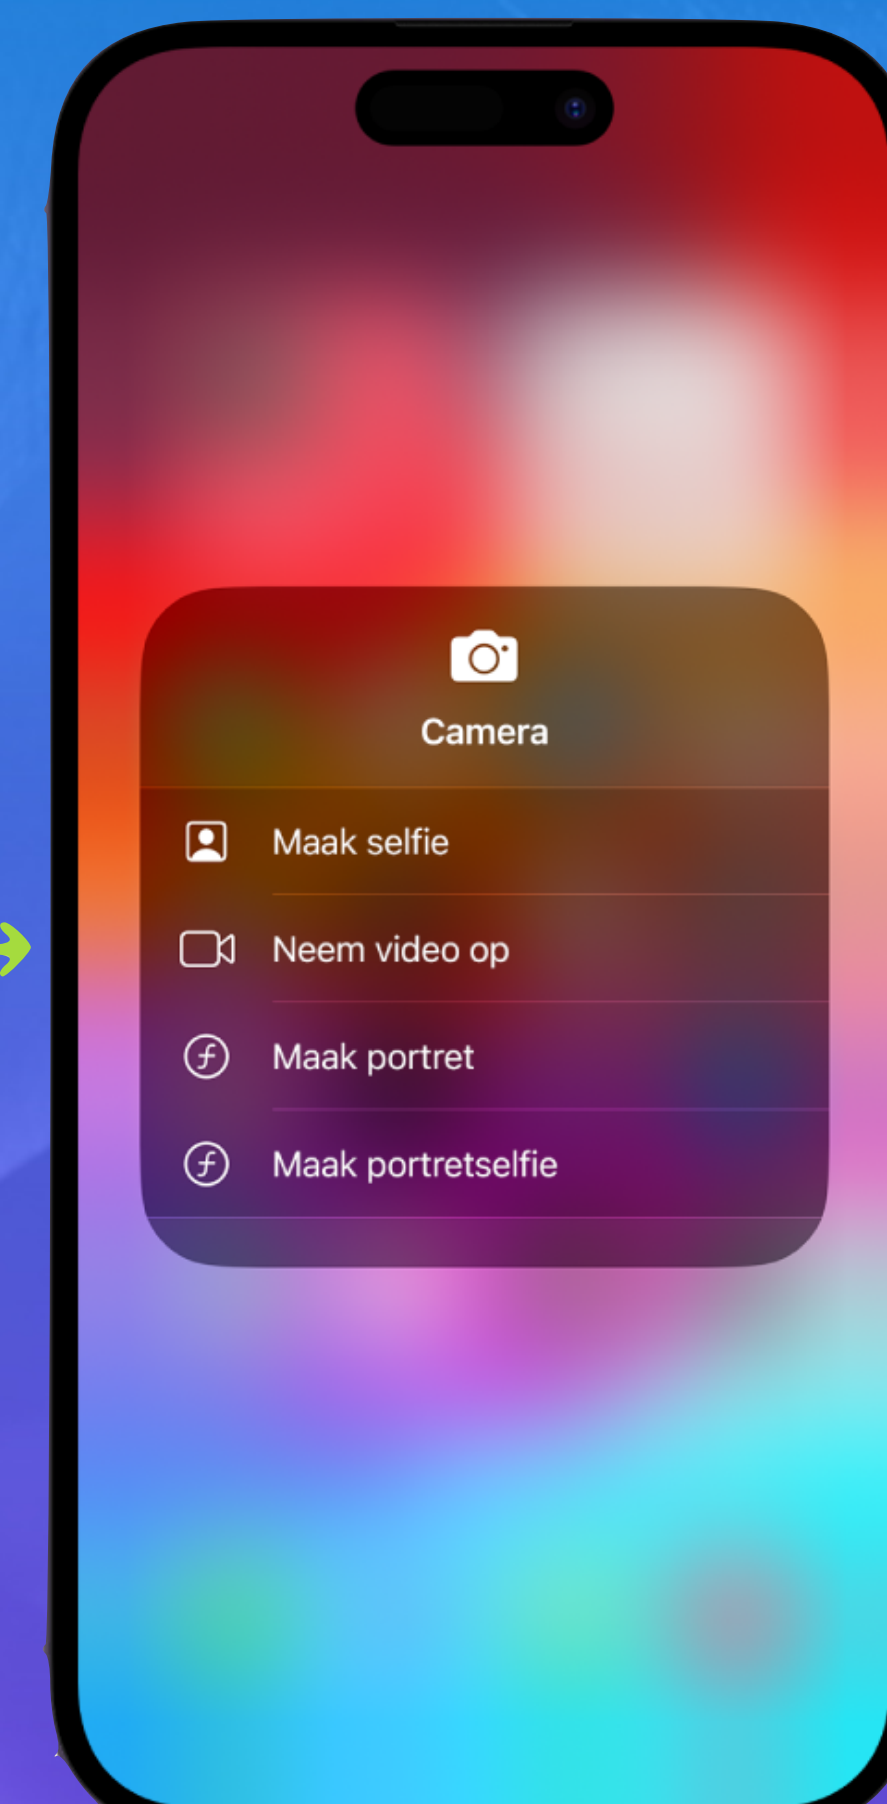 Camera
Maak selfie
Neem video op
Maak portret
Maak portretselfie